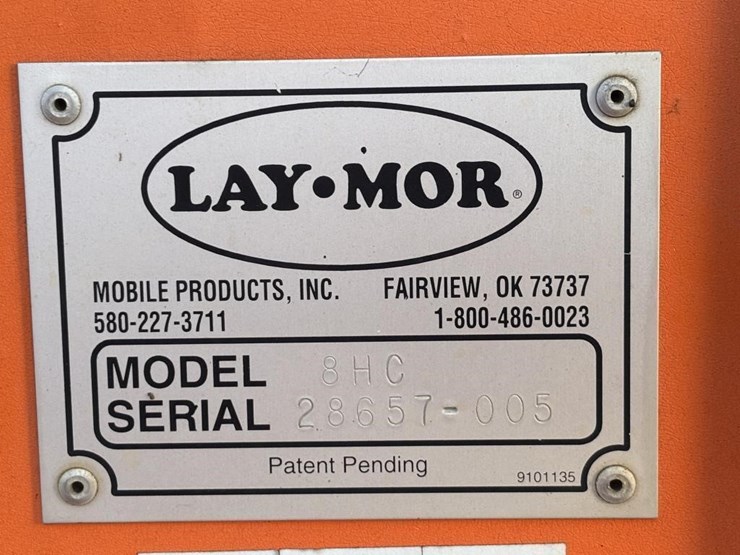 LAY•MOR®
MOBILE PRODUCTS, INC. FAIRVIEW, OK 73737
580-227-3711 1-800-486-0023
MODEL 8HC
SERIAL 28657-005
Patent Pending
9101135